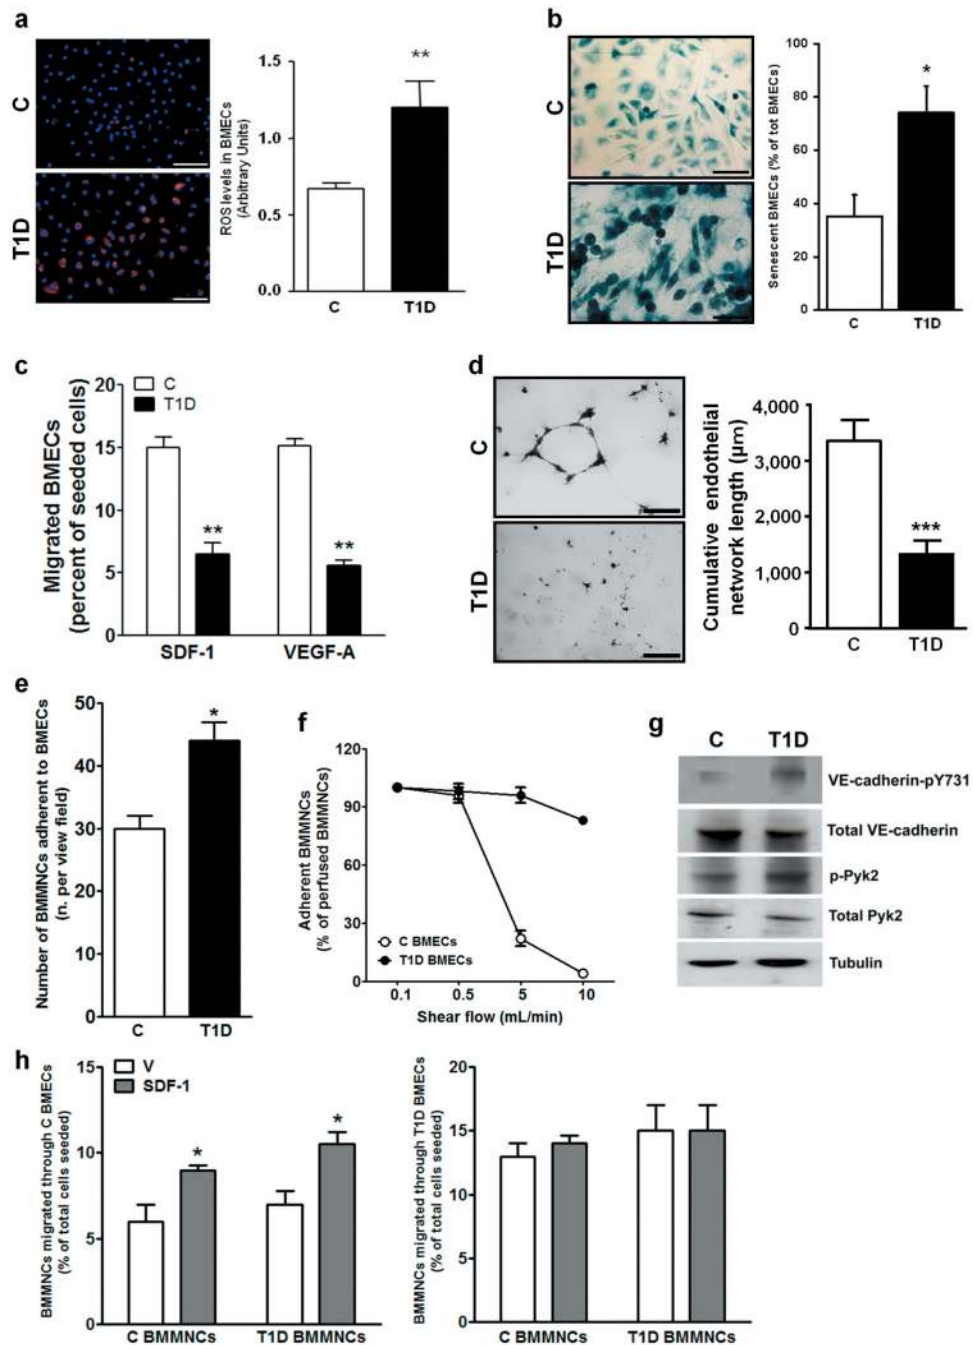 a
C
T1D
ROS levels in BMECs
(Arbitrary Units)
1.5
1.0
0.5
0.0
**
C
T1D
b
C
T1D
Senescent BMECs (% of tot BMECs)
100
80
60
40
20
0
*
C
T1D
c
Migrated BMECs
(percent of seeded cells)
20
15
10
5
0
C
T1D
**
**
SDF-1
VEGF-A
d
C
T1D
Cumulative endothelial
network length (µm)
4,000
3,000
2,000
1,000
0
***
C
T1D
e
Number of BMMNCs adherent to BMECs
(n. per view field)
50
40
30
20
10
0
*
C
T1D
f
Adherent BMMNCs
(% of perfused BMMNCs)
120
90
60
30
0
C BMECs
T1D BMECs
0.1
0.5
5
10
Shear flow (mL/min)
g
C
T1D
VE-cadherin-pY731
Total VE-cadherin
p-Pyk2
Total Pyk2
Tubulin
h
BMMNCs migrated through C BMECs
(% of total cells seeded)
15
10
5
0
V
SDF-1
*
*
C BMMNCs
T1D BMMNCs
BMMNCs migrated through T1D BMECs
(% of total cells seeded)
20
15
10
5
0
C BMMNCs
T1D BMMNCs